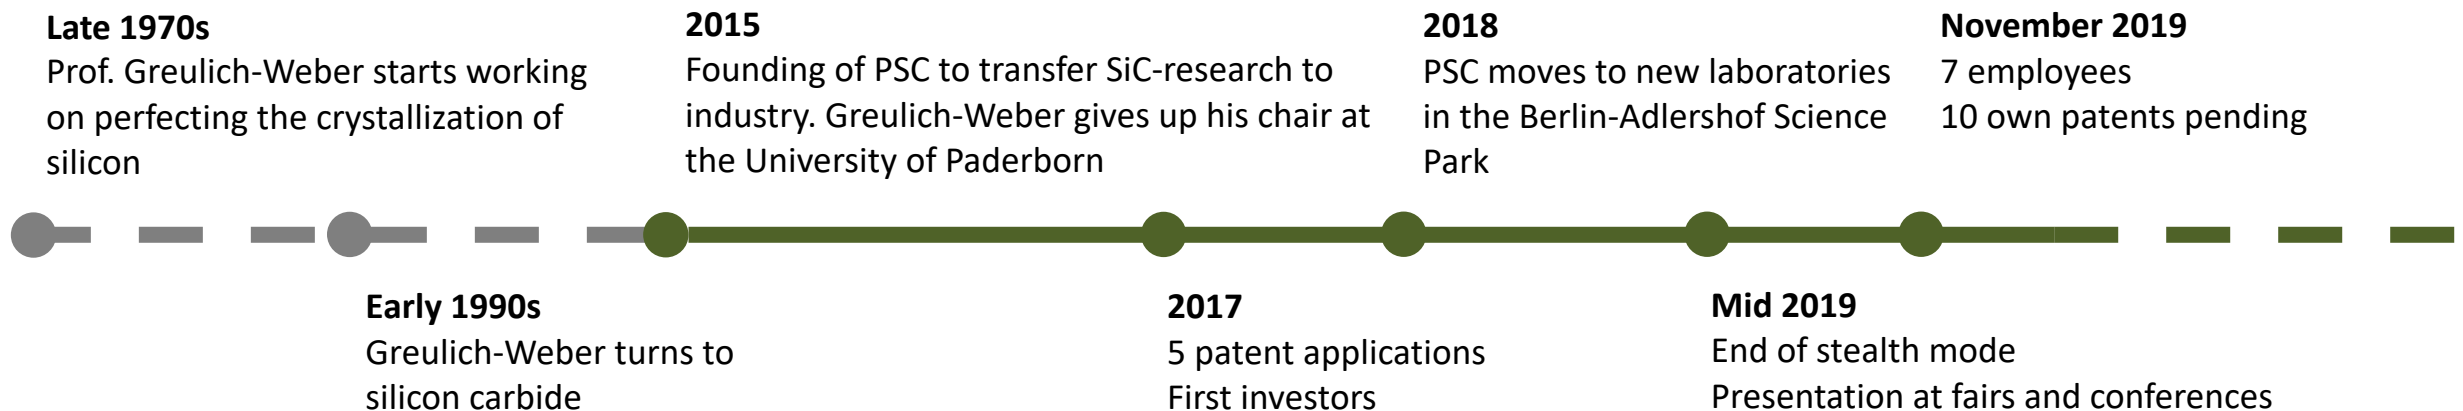 Late 1970s
Prof. Greulich-Weber starts working
on perfecting the crystallization of
silicon
2015
Founding of PSC to transfer SiC-research to
industry. Greulich-Weber gives up his chair at
the University of Paderborn
2018
PSC moves to new laboratories
in the Berlin-Adlershof Science
Park
November 2019
7 employees
10 own patents pending
Early 1990s
Greulich-Weber turns to
silicon carbide
2017
5 patent applications
First investors
Mid 2019
End of stealth mode
Presentation at fairs and conferences